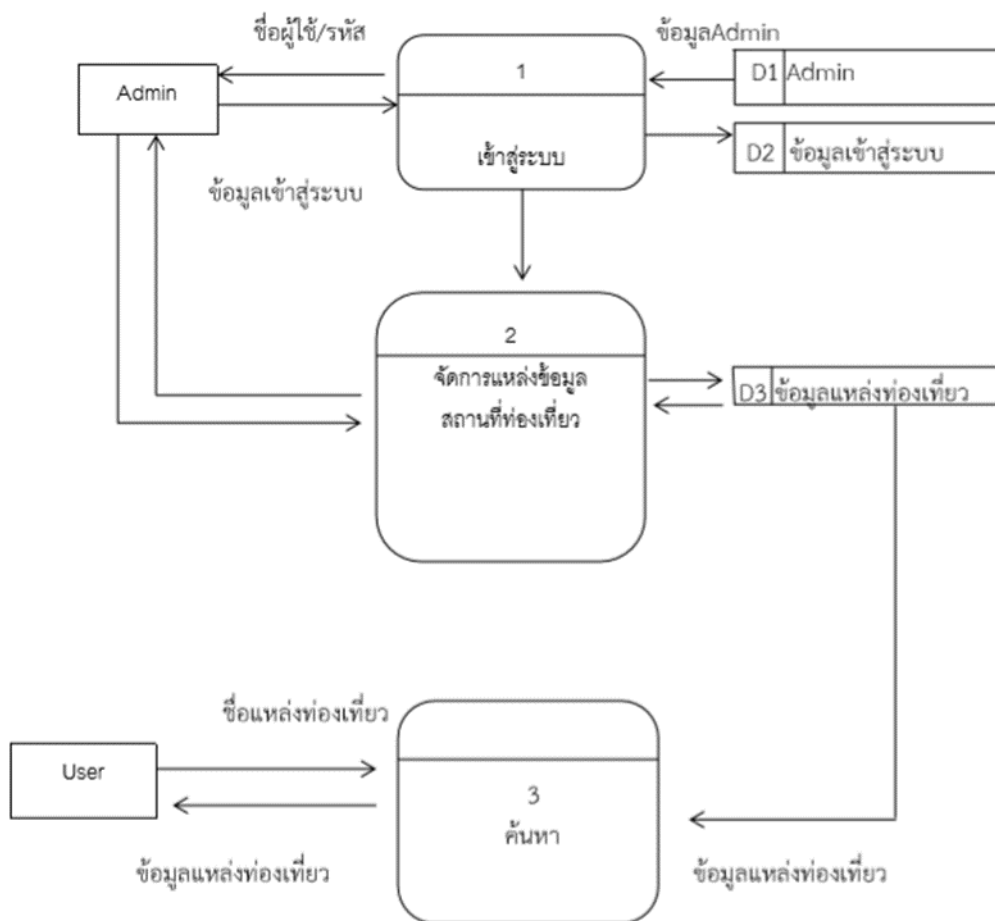 ชื่อผู้ใช้/รหัส
ข้อมูลAdmin
Admin
1
เข้าสู่ระบบ
D1 Admin
D2 ข้อมูลเข้าสู่ระบบ
ข้อมูลเข้าสู่ระบบ
2
จัดการแหล่งข้อมูล
สถานที่ท่องเที่ยว
D3 ข้อมูลแหล่งท่องเที่ยว
ชื่อแหล่งท่องเที่ยว
User
3
ค้นหา
ข้อมูลแหล่งท่องเที่ยว
ข้อมูลแหล่งท่องเที่ยว